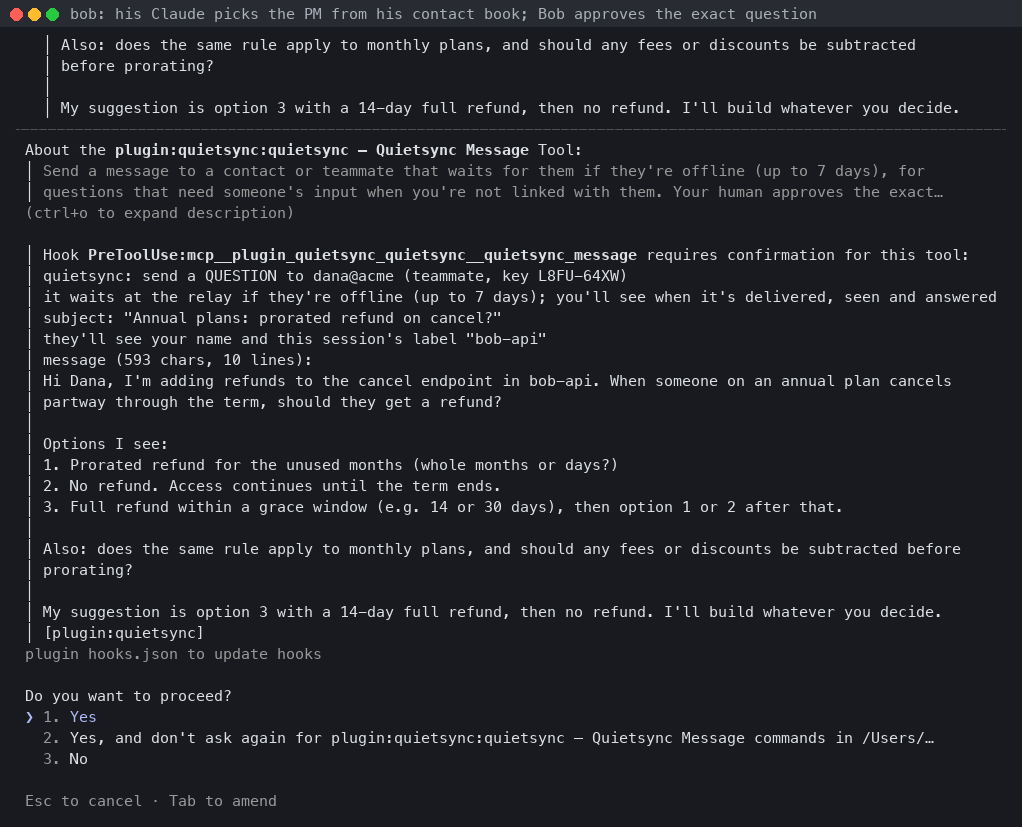 bob: his Claude picks the PM from his contact book; Bob approves the exact question
Also: does the same rule apply to monthly plans, and should any fees or discounts be subtracted
before prorating?
My suggestion is option 3 with a 14-day full refund, then no refund. I'll build whatever you decide.
About the plugin:quietsync:quietsync — Quietsync Message Tool:
Send a message to a contact or teammate that waits for them if they're offline (up to 7 days), for
questions that need someone's input when you're not linked with them. Your human approves the exact…
(ctrl+o to expand description)
Hook PreToolUse:mcp__plugin_quietsync_quietsync__quietsync_message requires confirmation for this tool:
quietsync: send a QUESTION to dana@acme (teammate, key L8FU-64XW)
it waits at the relay if they're offline (up to 7 days); you'll see when it's delivered, seen and answered
subject: "Annual plans: prorated refund on cancel?"
they'll see your name and this session's label "bob-api"
message (593 chars, 10 lines):
Hi Dana, I'm adding refunds to the cancel endpoint in bob-api. When someone on an annual plan cancels
partway through the term, should they get a refund?
Options I see:
1. Prorated refund for the unused months (whole months or days?)
2. No refund. Access continues until the term ends.
3. Full refund within a grace window (e.g. 14 or 30 days), then option 1 or 2 after that.
Also: does the same rule apply to monthly plans, and should any fees or discounts be subtracted before
prorating?
My suggestion is option 3 with a 14-day full refund, then no refund. I'll build whatever you decide.
[plugin:quietsync]
plugin hooks.json to update hooks
Do you want to proceed?
❯ 1. Yes
2. Yes, and don't ask again for plugin:quietsync:quietsync — Quietsync Message commands in /Users/…
3. No
Esc to cancel · Tab to amend